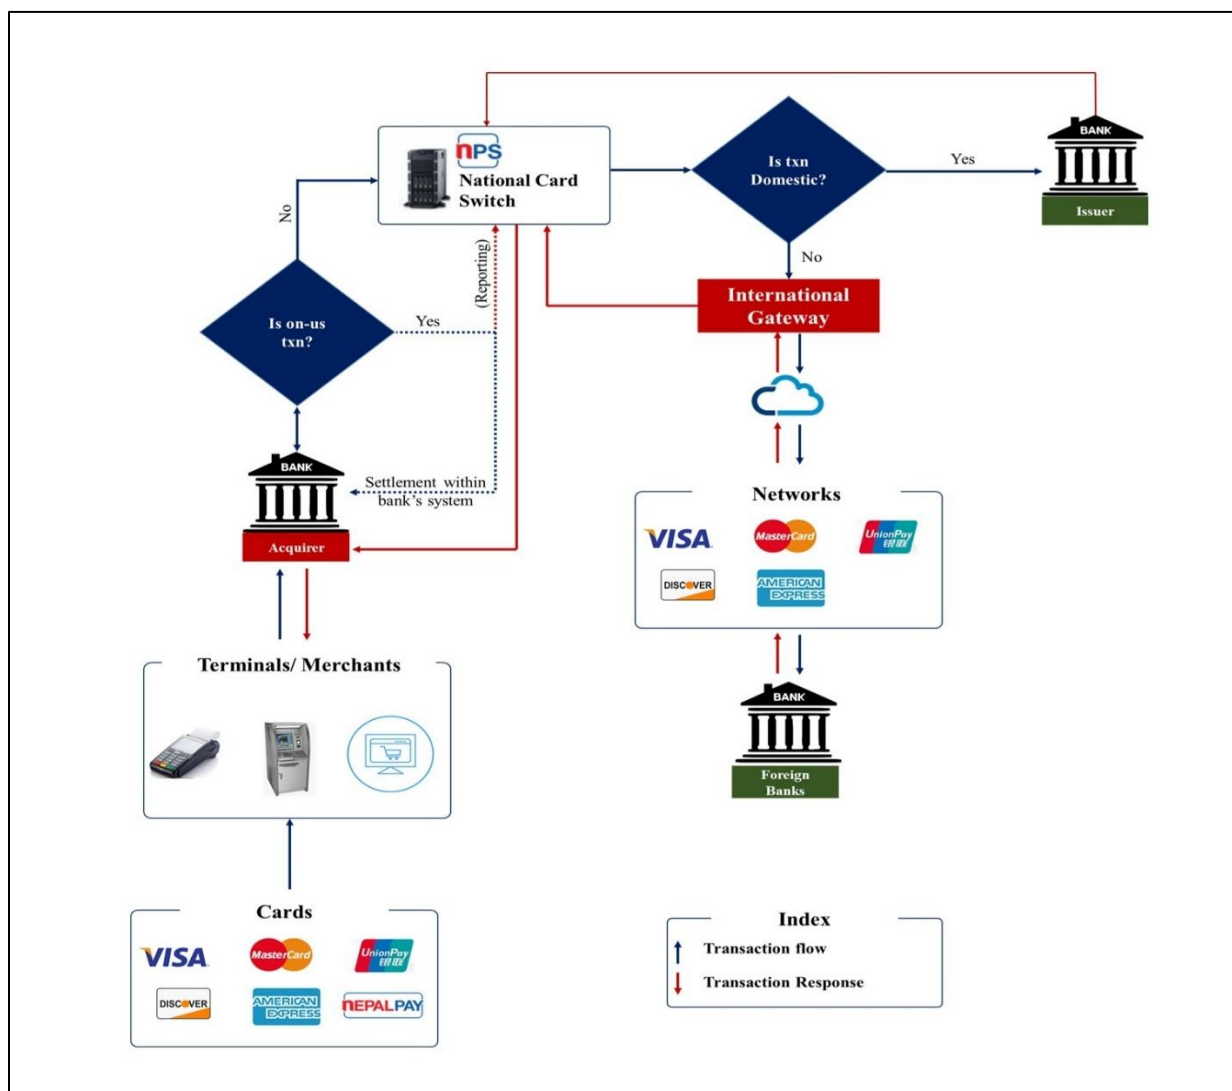 BANK
Issuer
nPS
National Card
Switch
Is txn
Domestic?
Yes
No
No
(Reporting)
International
Gateway
Is on-us
txn?
Yes
BANK
Acquirer
Settlement within
bank's system
Networks
VISA
MasterCard
UnionPay
银联
DISCVER
AMERICAN
EXPRESS
Terminals/ Merchants
BANK
Foreign
Banks
Cards
VISA
MasterCard
UnionPay
银联
DISCVER
AMERICAN
EXPRESS
nEPALPAY
Index
Transaction flow
Transaction Response